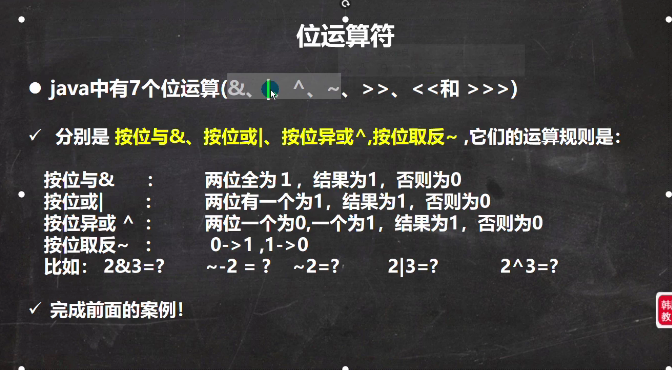 位运算符
java中有7个位运算(&、|、^、~、>>、<<和 >>>)
分别是 按位与&、按位或|、按位异或^,按位取反~ ,它们的运算规则是：
按位与& ： 两位全为１，结果为1，否则为0
按位或| ： 两位有一个为1，结果为1，否则为0
按位异或 ^ ： 两位一个为0,一个为1，结果为1，否则为0
按位取反~ ： 0->1 ,1->0
比如： 2&3=? ~-2 = ? ~2=? 2|3=? 2^3=?
完成前面的案例!
韩
教